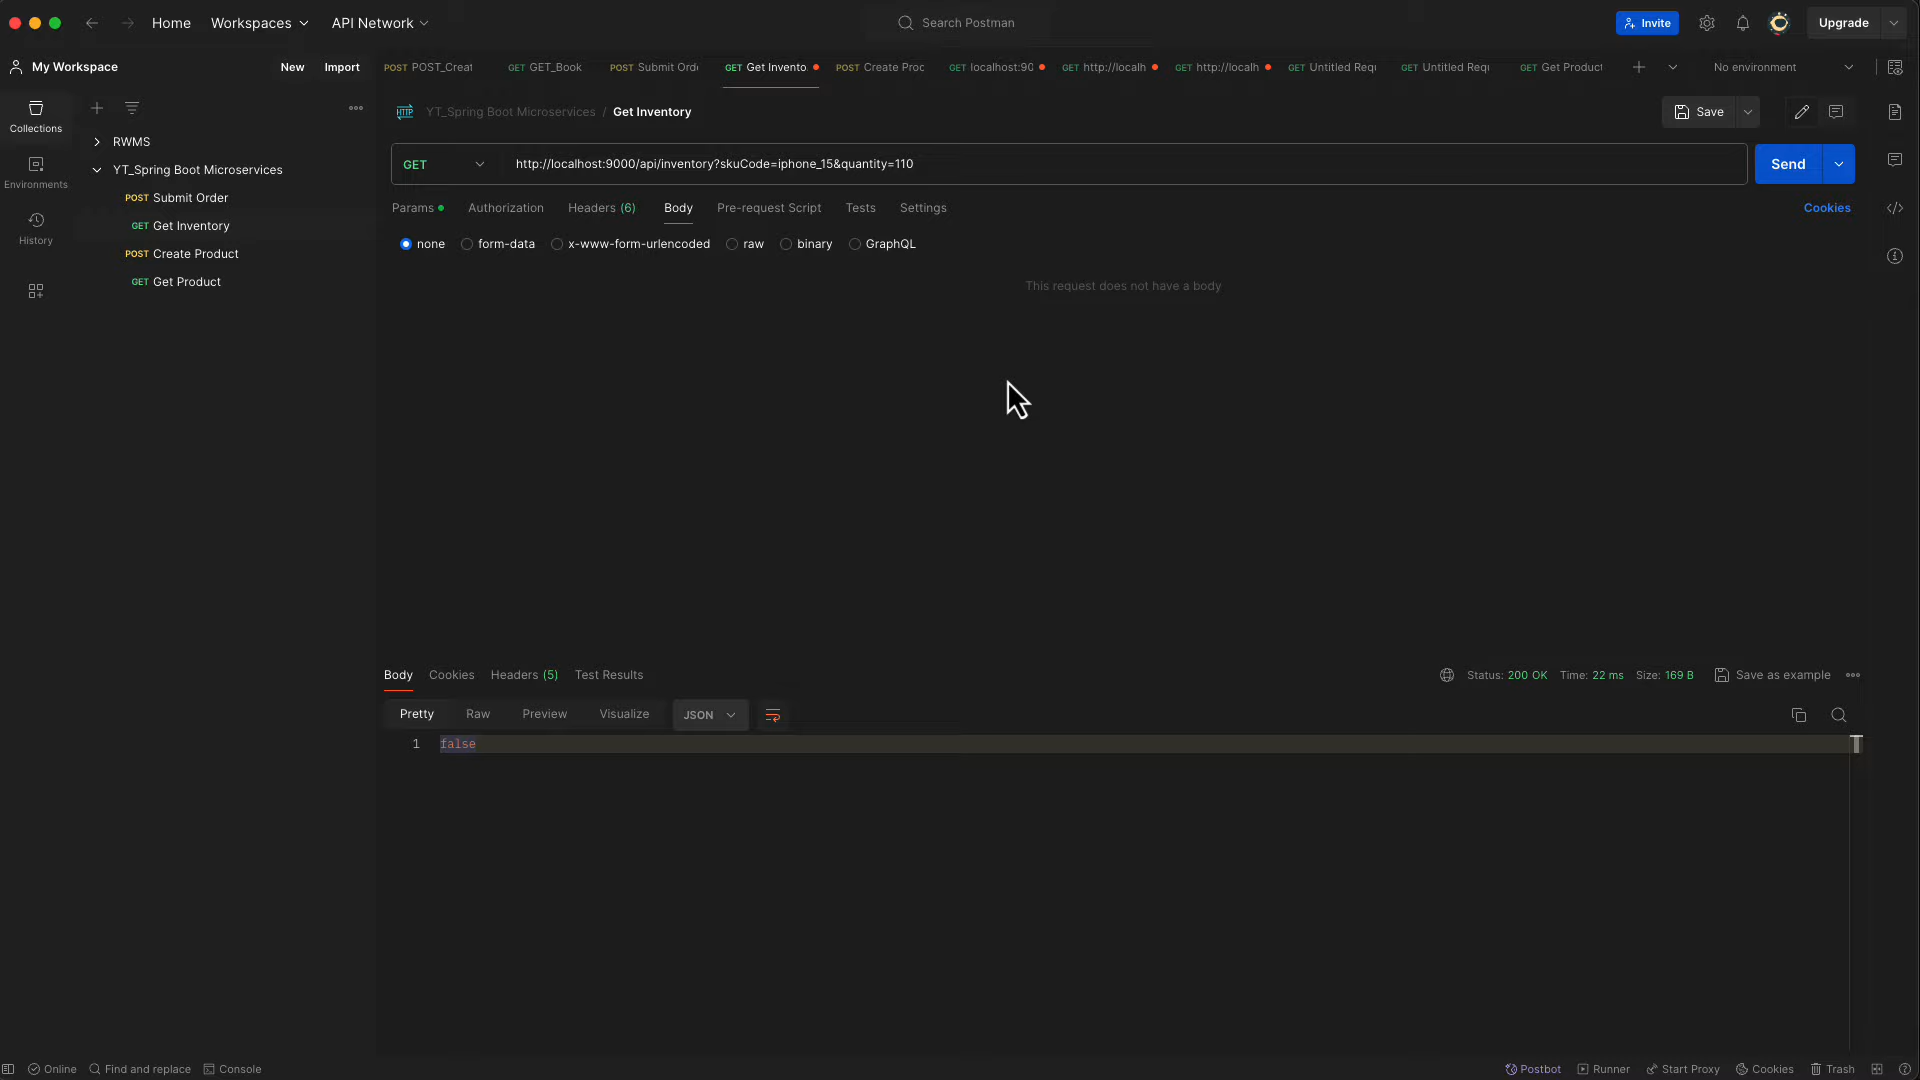 Home Workspaces API Network Search Postman Invite Upgrade
My Workspace New Import
POST POST_Creat GET GET_Book POST Submit Ord GET Get Invento POST Create Proc GET localhost:90 GET http://localh GET http://localh GET Untitled Requ GET Untitled Requ GET Get Product No environment
Collections
Environments
History
RWMS
YT_Spring Boot Microservices
POST Submit Order
GET Get Inventory
POST Create Product
GET Get Product
HTTP YT_Spring Boot Microservices / Get Inventory Save
GET http://localhost:9000/api/inventory?skuCode=iphone_15&quantity=110 Send
Params Authorization Headers (6) Body Pre-request Script Tests Settings Cookies
none form-data x-www-form-urlencoded raw binary GraphQL
This request does not have a body
Body Cookies Headers (5) Test Results Status: 200 OK Time: 22 ms Size: 169 B Save as example
Pretty Raw Preview Visualize JSON
1 false
Online Find and replace Console Postbot Runner Start Proxy Cookies Trash